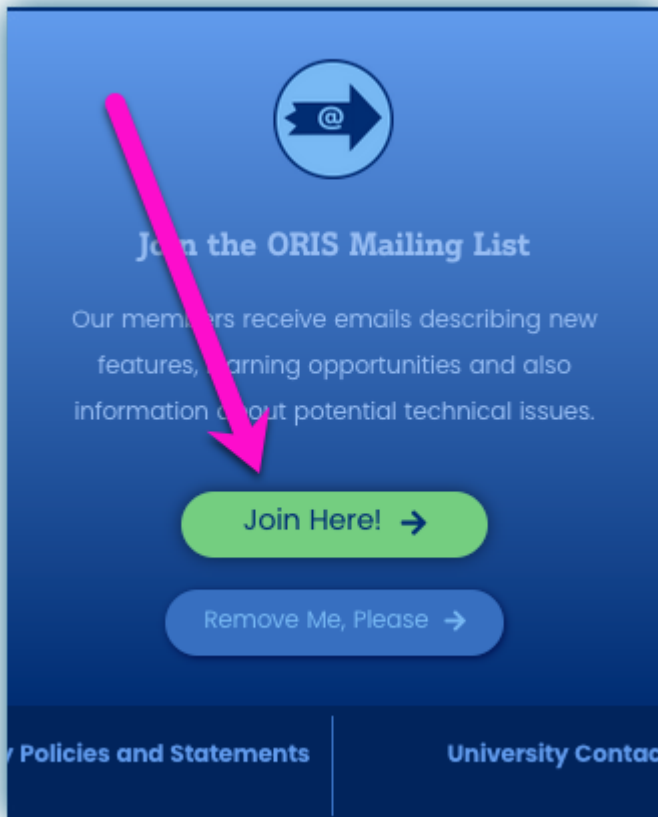 @
Join the ORIS Mailing List
Our members receive emails describing new
features, learning opportunities and also
information about potential technical issues.
Join Here! →
Remove Me, Please →
Policies and Statements
University Contac